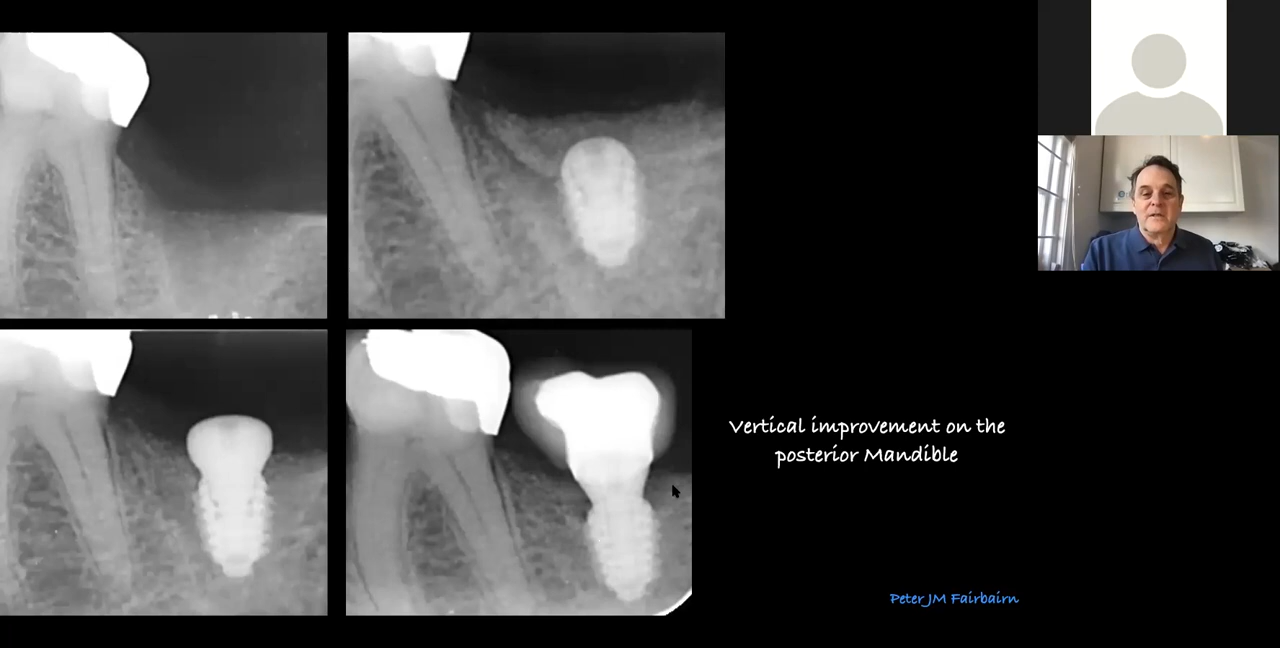 Vertical improvement on the
posterior Mandible
Peter JM Fairbairn